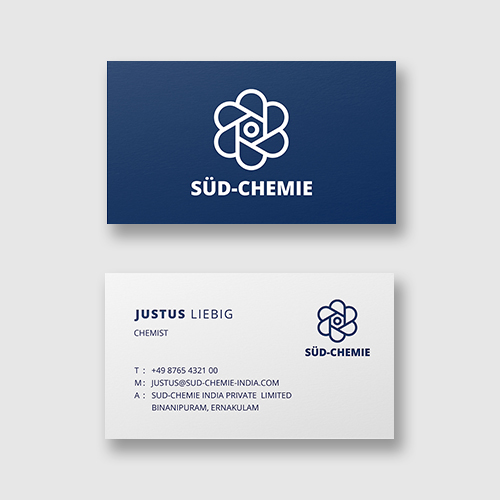 SÜD-CHEMIE
JUSTUS LIEBIG
CHEMIST
SÜD-CHEMIE
T : +49 8765 4321 00
M : JUSTUS@SUD-CHEMIE-INDIA.COM
A : SUD-CHEMIE INDIA PRIVATE LIMITED
BINANIPURAM, ERNAKULAM